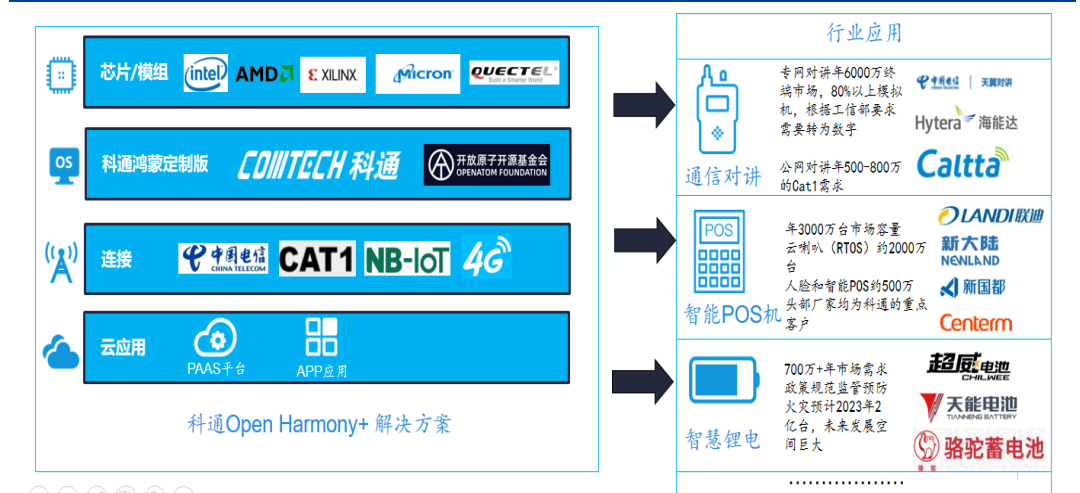 芯片/模组
intel
AMD
XILINX
Micron
QUECTEL
Build a Smarter World
OS
科通鸿蒙定制版
COMTECH 科通
开放原子开源基金会
OPENATOM FOUNDATION
连接
中国电信
CHINA TELECOM
CAT1
NB-IoT
4G
云应用
PAAS平台
APP应用
科通Open Harmony+ 解决方案
行业应用
通信对讲
专网对讲年6000万终
端市场，80%以上模拟
机，根据工信部要求
需要转为数字
公网对讲年500-800万
的Cat1需求
中国电信
CHINA TELECOM
天翼对讲
Hytera 海能达
Caltta
POS
智能POS机
年3000万台市场容量
云喇叭（RTOS）约2000万
台
人脸和智能POS约500万
头部厂家均为科通的重点
客户
LANDI 联迪
新大陆
NEWLAND
新国都
Centerm
智慧锂电
700万+年市场需求
政策规范监管预防
火灾预计2023年2
亿台，未来发展空
间巨大
超威电池
CHILWEE
天能电池
TIANNENG BATTERY
骆驼蓄电池
..................